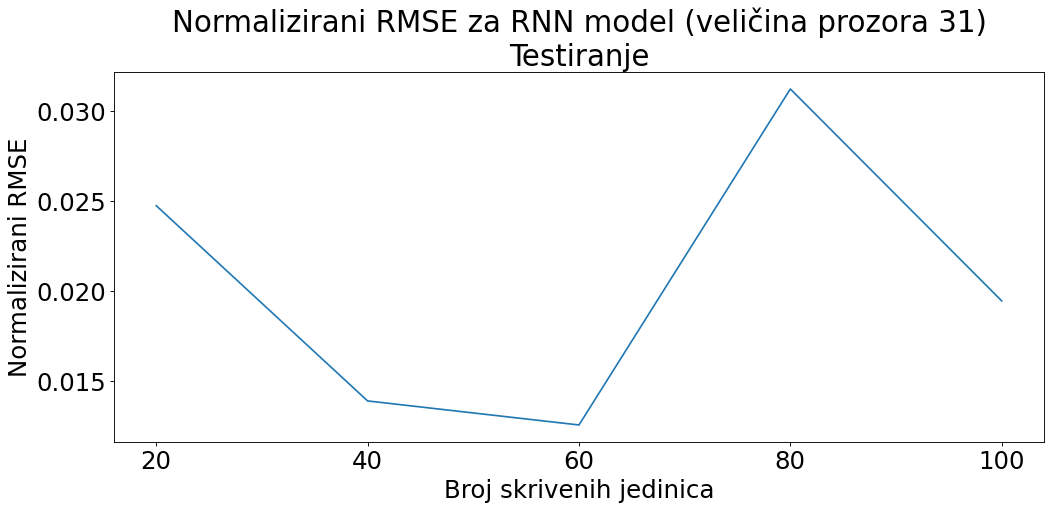 Normalizirani RMSE za RNN model (veličina prozora 31)
Testiranje
Normalizirani RMSE
0.030
0.025
0.020
0.015
20 40 60 80 100
Broj skrivenih jedinica